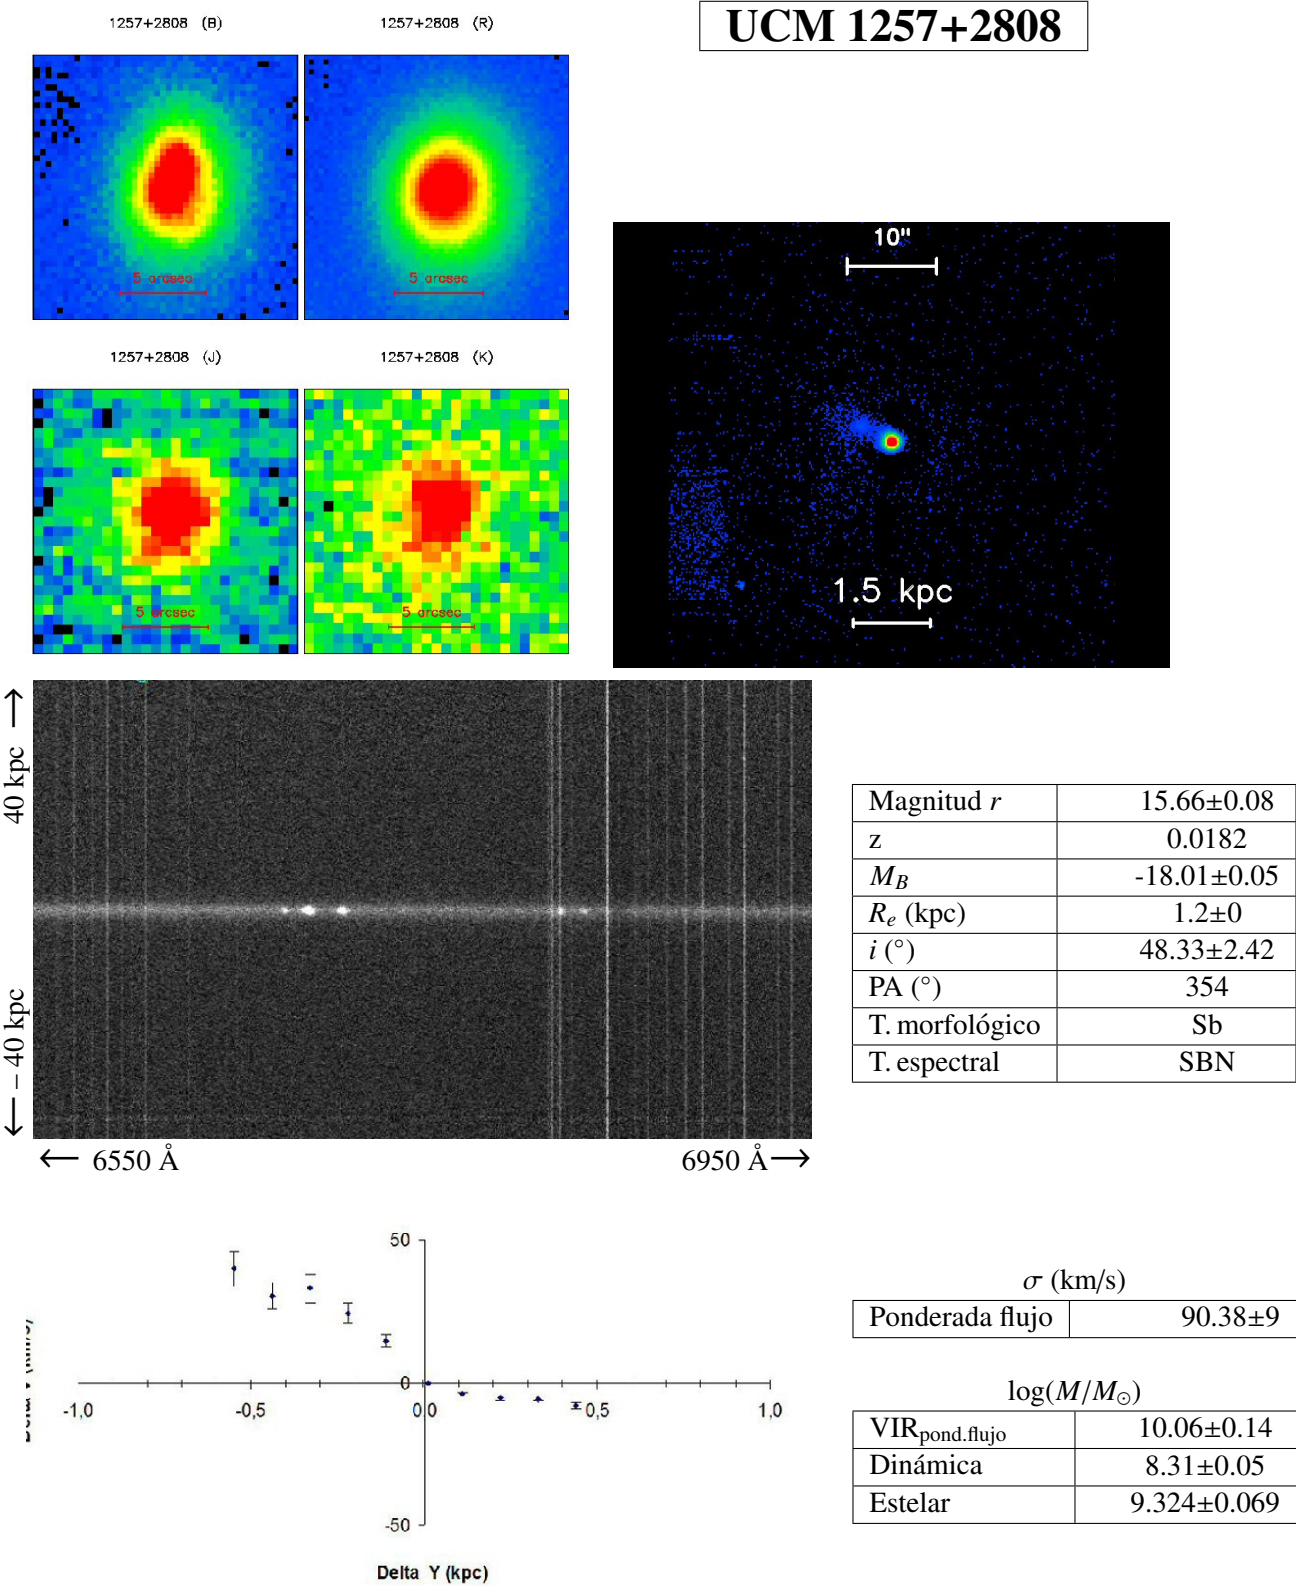 UCM 1257+2808
1257+2808 (B)
1257+2808 (R)
5 arcsec
5 arcsec
1257+2808 (J)
1257+2808 (K)
5 arcsec
5 arcsec
10"
1.5 kpc
← −40 kpc 40 kpc →
← 6550 Å 6950 Å →
Magnitud r 15.66±0.08
z 0.0182
M_B -18.01±0.05
R_e (kpc) 1.2±0
i (°) 48.33±2.42
PA (°) 354
T. morfológico Sb
T. espectral SBN
50
0
-50
-1,0 -0,5 0,0 0,5 1,0
Delta Y (kpc)
σ (km/s)
Ponderada flujo 90.38±9
log(M/M☉)
VIR_pond.flujo 10.06±0.14
Dinámica 8.31±0.05
Estelar 9.324±0.069